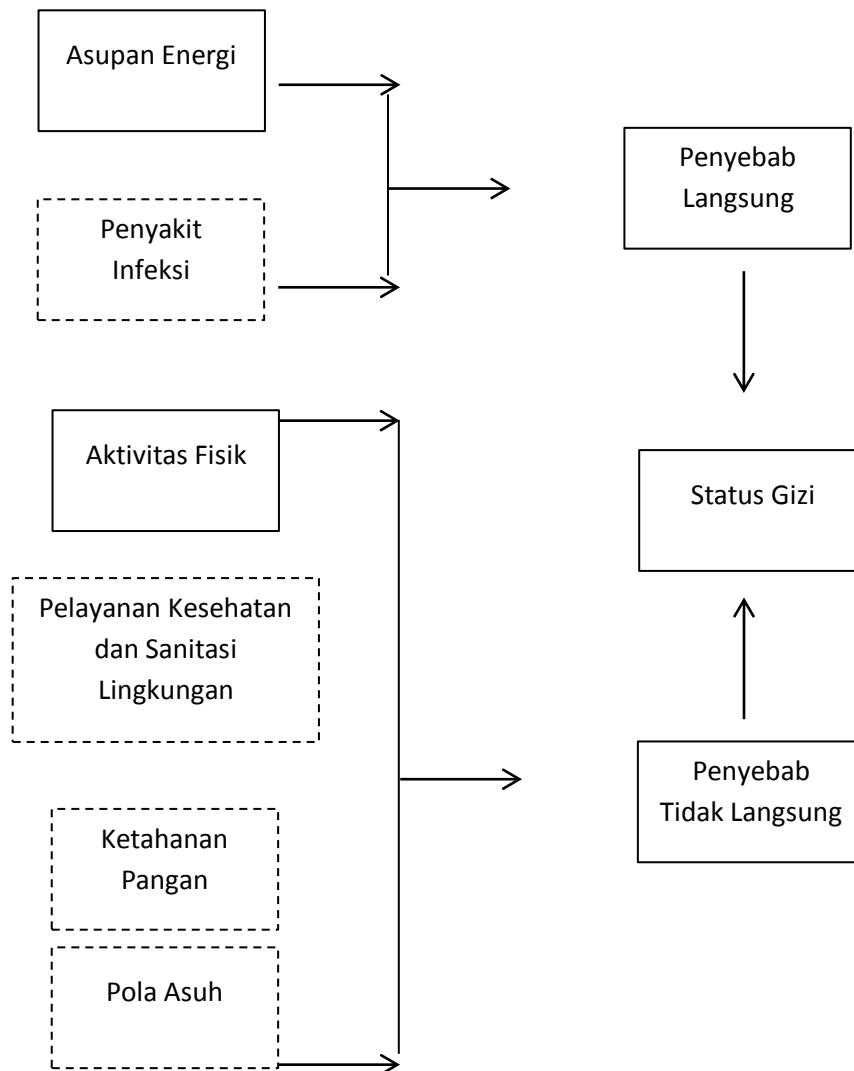 Asupan Energi
Penyakit
Infeksi
Penyebab
Langsung
Aktivitas Fisik
Status Gizi
Pelayanan Kesehatan
dan Sanitasi
Lingkungan
Penyebab
Tidak Langsung
Ketahanan
Pangan
Pola Asuh